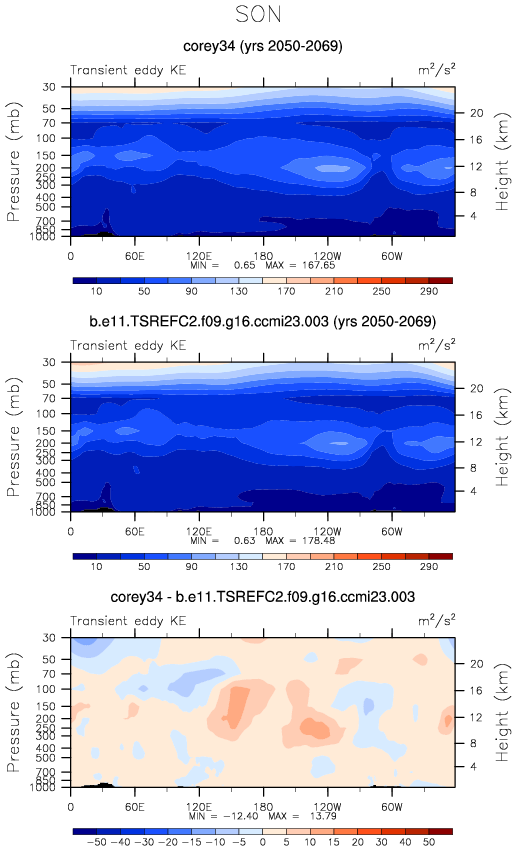 SON
corey34 (yrs 2050-2069)
Transient eddy KE m²/s²
30
50
70
100
150
200
250
300
400
500
700
850
1000
Pressure (mb)
20
16
12
8
4
Height (km)
0 60E 120E 180 120W 60W
MIN = 0.65 MAX = 167.65
10 50 90 130 170 210 250 290
b.e11.TSREFC2.f09.g16.ccmi23.003 (yrs 2050-2069)
Transient eddy KE m²/s²
30
50
70
100
150
200
250
300
400
500
700
850
1000
Pressure (mb)
20
16
12
8
4
Height (km)
0 60E 120E 180 120W 60W
MIN = 0.63 MAX = 178.48
10 50 90 130 170 210 250 290
corey34 - b.e11.TSREFC2.f09.g16.ccmi23.003
Transient eddy KE m²/s²
30
50
70
100
150
200
250
300
400
500
700
850
1000
Pressure (mb)
20
16
12
8
4
Height (km)
0 60E 120E 180 120W 60W
MIN = -12.40 MAX = 13.79
-50 -40 -30 -20 -15 -10 -5 0 5 10 15 20 30 40 50